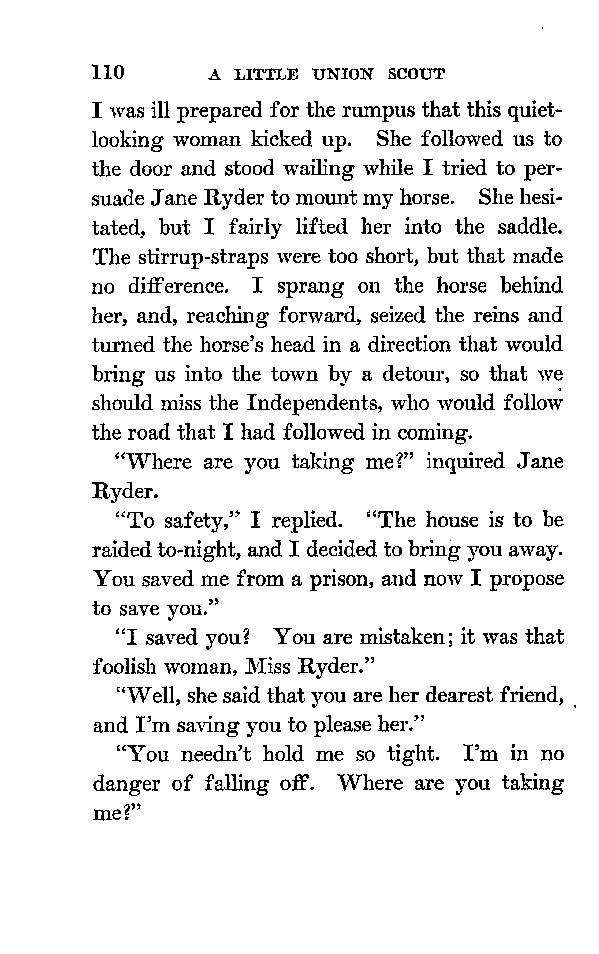 110 A LITTLE UNION SCOUT
I was ill prepared for the rumpus that this quiet-
looking woman kicked up. She followed us to
the door and stood wailing while I tried to per-
suade Jane Ryder to mount my horse. She hesi-
tated, but I fairly lifted her into the saddle.
The stirrup-straps were too short, but that made
no difference. I sprang on the horse behind
her, and, reaching forward, seized the reins and
turned the horse's head in a direction that would
bring us into the town by a detour, so that we
should miss the Independents, who would follow
the road that I had followed in coming.
"Where are you taking me?" inquired Jane
Ryder.
"To safety," I replied. "The house is to be
raided to-night, and I decided to bring you away.
You saved me from a prison, and now I propose
to save you."
"I saved you? You are mistaken; it was that
foolish woman, Miss Ryder."
"Well, she said that you are her dearest friend,
and I'm saving you to please her."
"You needn't hold me so tight. I'm in no
danger of falling off. Where are you taking
me?"